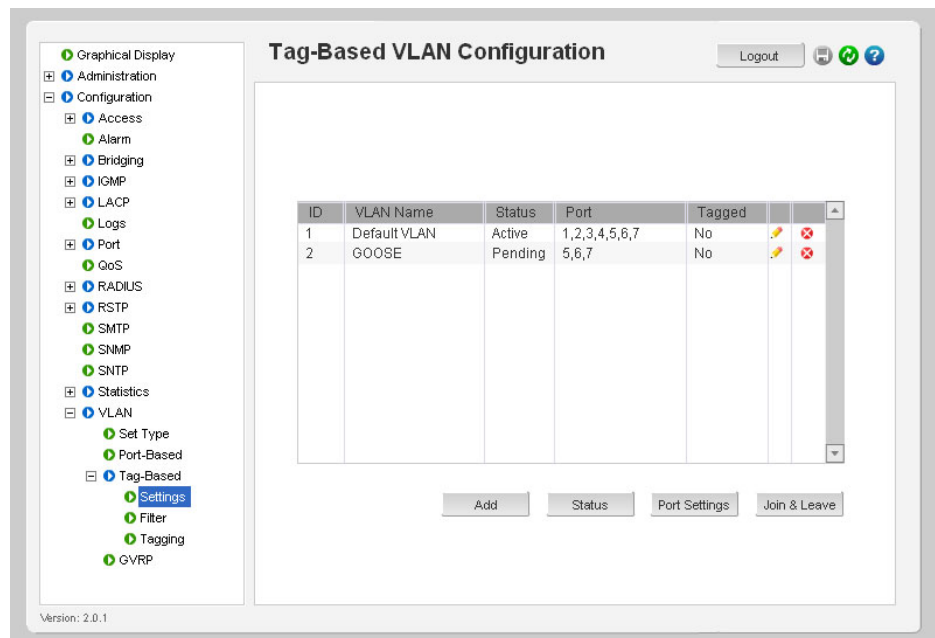 Tag-Based VLAN Configuration
Logout
Graphical Display
Administration
Configuration
Access
Alarm
Bridging
IGMP
LACP
Logs
Port
QoS
RADIUS
RSTP
SMTP
SNMP
SNTP
Statistics
VLAN
Set Type
Port-Based
Tag-Based
Settings
Filter
Tagging
GVRP
ID VLAN Name Status Port Tagged
1 Default VLAN Active 1,2,3,4,5,6,7 No
2 GOOSE Pending 5,6,7 No
Add Status Port Settings Join & Leave
Version: 2.0.1